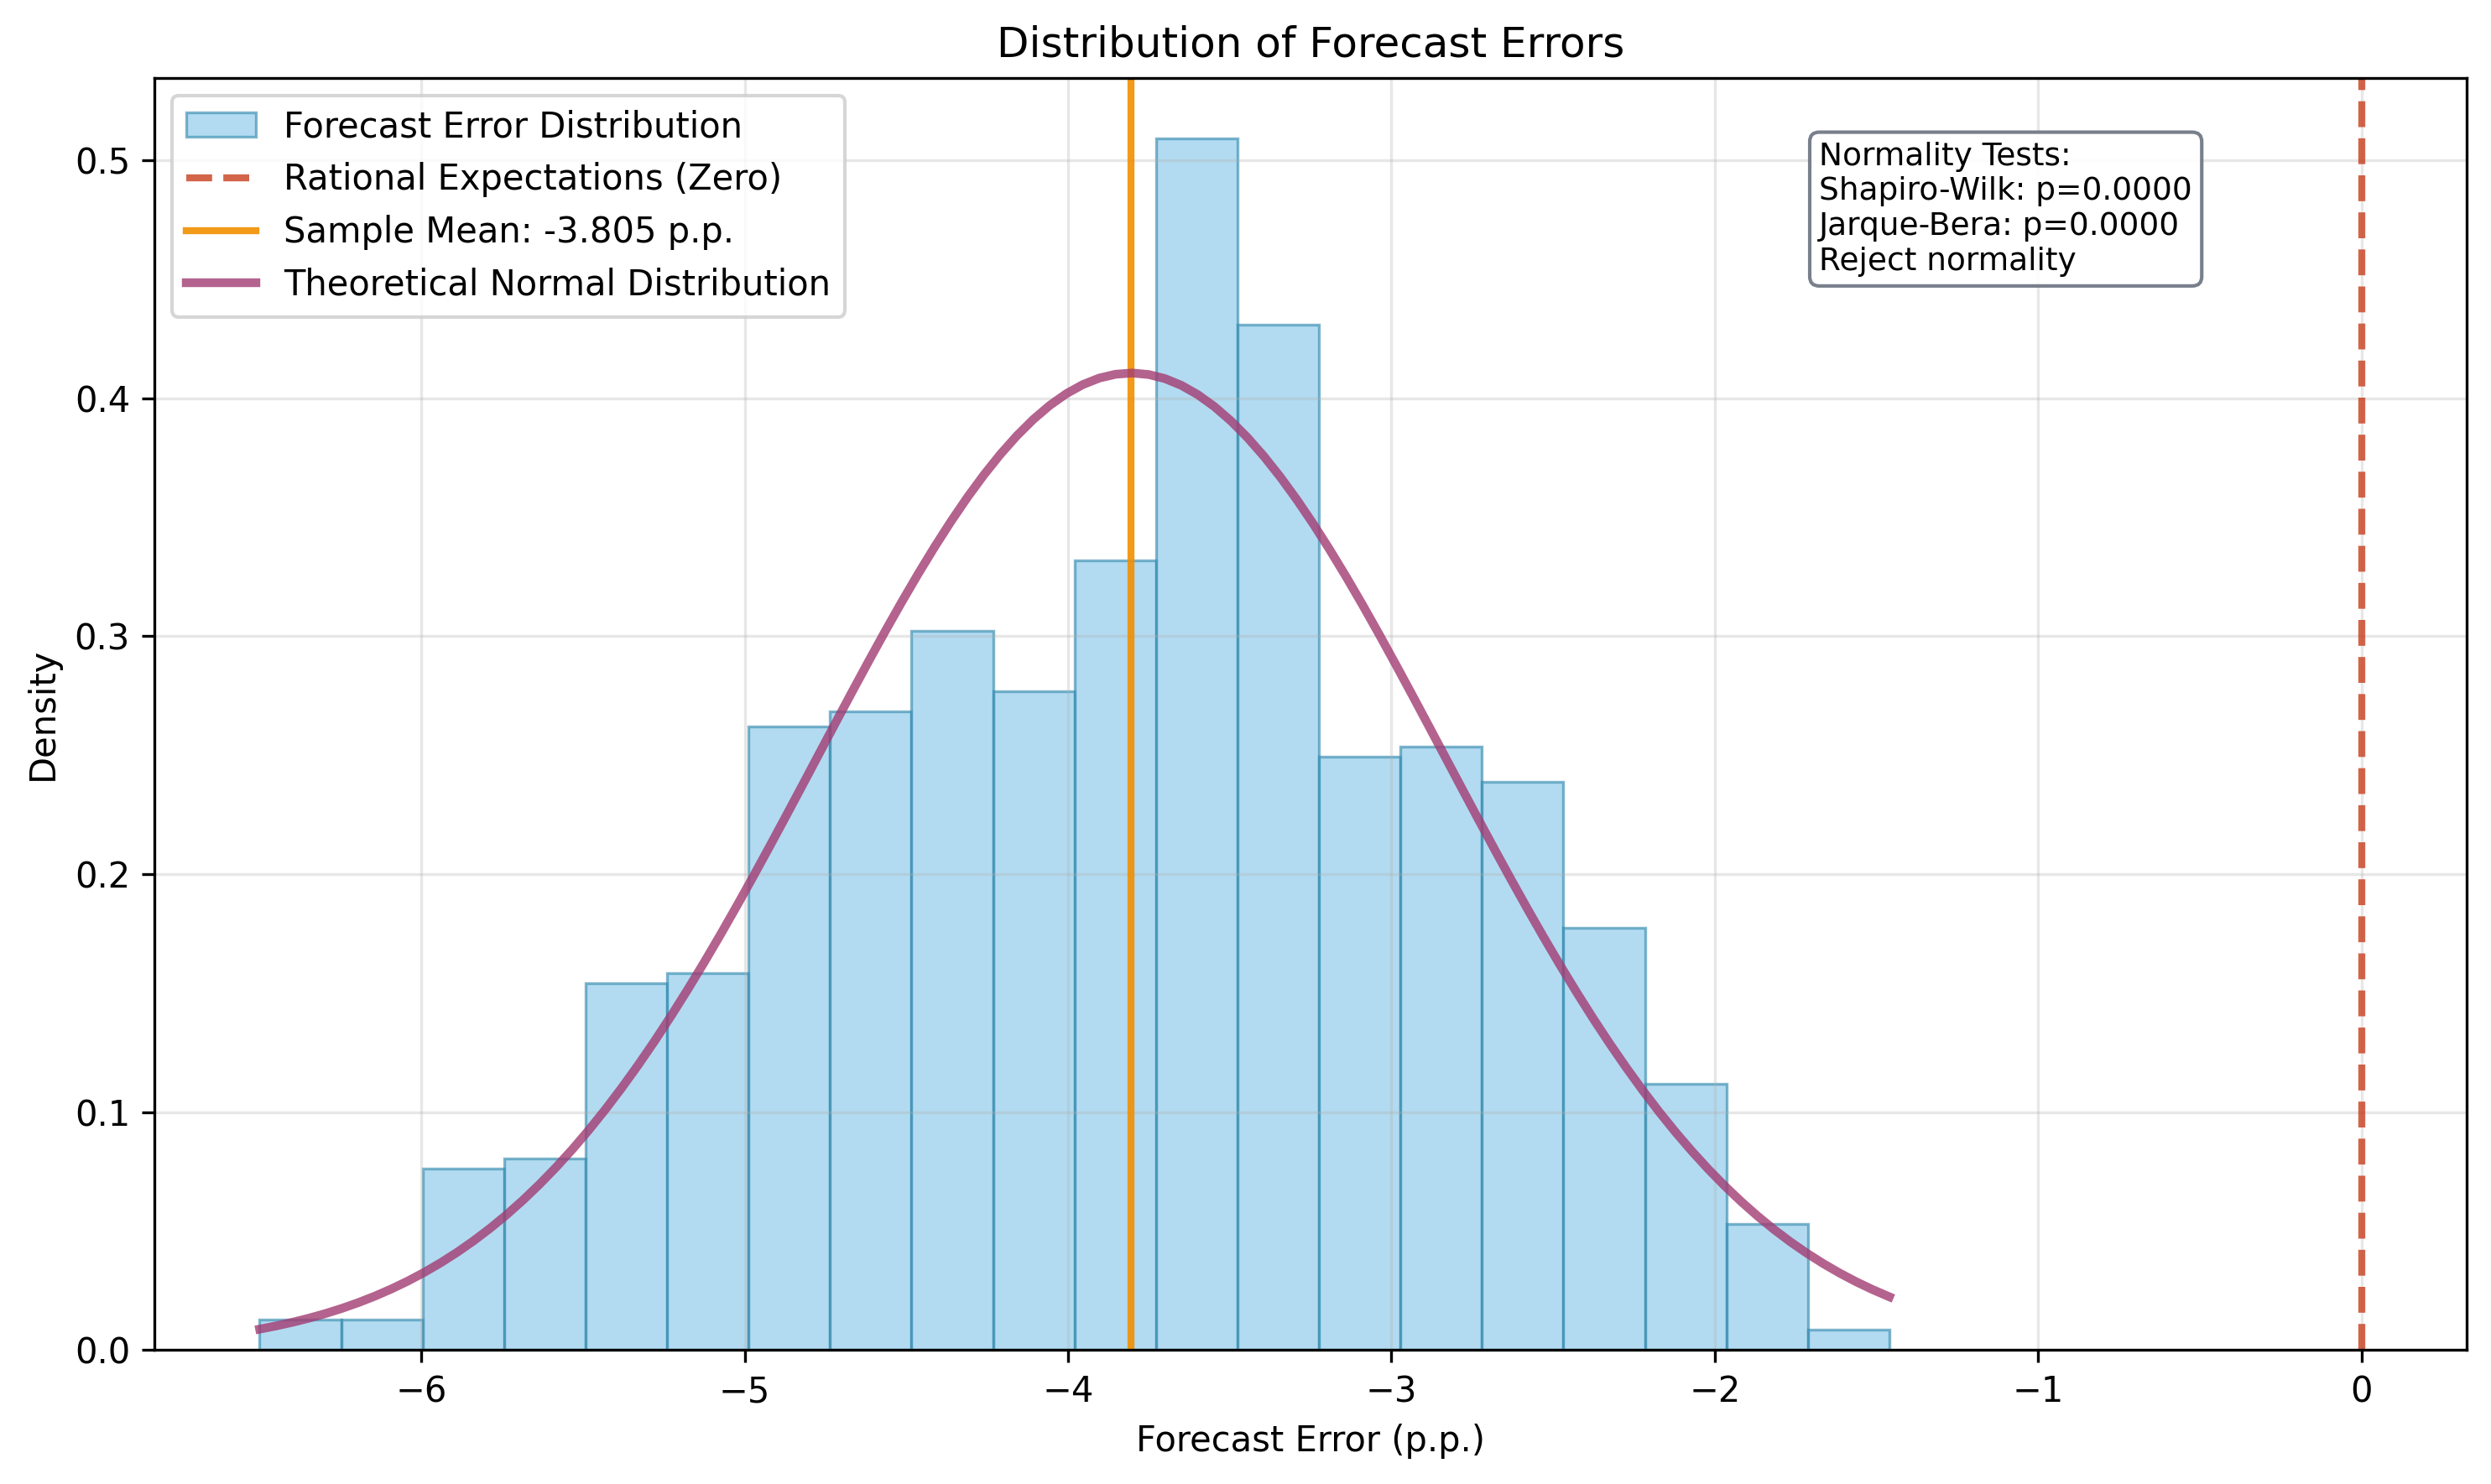 Distribution of Forecast Errors
Forecast Error Distribution
Rational Expectations (Zero)
Sample Mean: -3.805 p.p.
Theoretical Normal Distribution
Normality Tests:
Shapiro-Wilk: p=0.0000
Jarque-Bera: p=0.0000
Reject normality
Density
0.5
0.4
0.3
0.2
0.1
0.0
−6 −5 −4 −3 −2 −1 0
Forecast Error (p.p.)